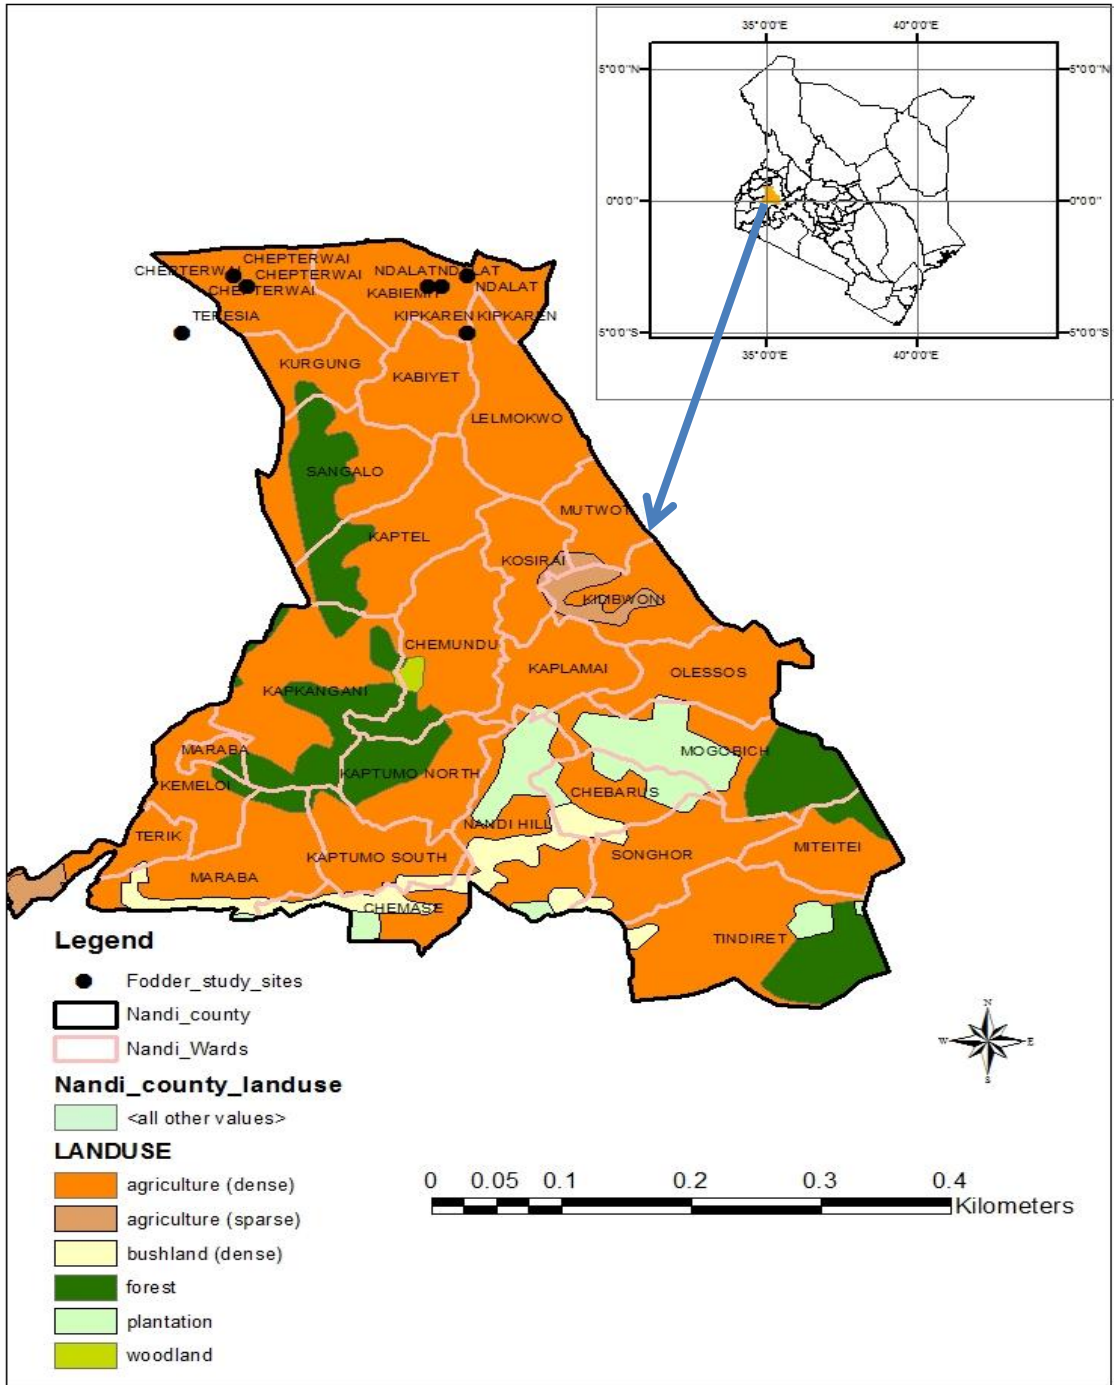 35°0'0"E 40°0'0"E
5°0'0"N 5°0'0"N
0°0'0" 0°0'0"
5°0'0"S 5°0'0"S
35°0'0"E 40°0'0"E
CHEPTERWAI
CHEPTERWAI CHEPTERWAI
CHEPTERWAI
NDALAT NDALAT
KABIEMIT NDALAT
TERESIA KIPKAREN KIPKAREN
KURGUNG
KABIYET
LELMOKWO
SANGALO
MUTWOT
KAPTEL
KOSIRAI
KILIBWONI
CHEMUNDU
KAPLAMAI
OLESSOS
KAPKANGANI
MARABA
MOGOBICH
KAPTUMO NORTH
KEMELOI
CHEBARUS
NANDI HILL
TERIK
MITEITEI
KAPTUMO SOUTH
SONGHOR
MARABA
CHEMASE
TINDIRET
Legend
Fodder_study_sites
Nandi_county
Nandi_Wards
Nandi_county_landuse
<all other values>
LANDUSE
agriculture (dense)
agriculture (sparse)
bushland (dense)
forest
plantation
woodland
N
W E
S
0 0.05 0.1 0.2 0.3 0.4
Kilometers